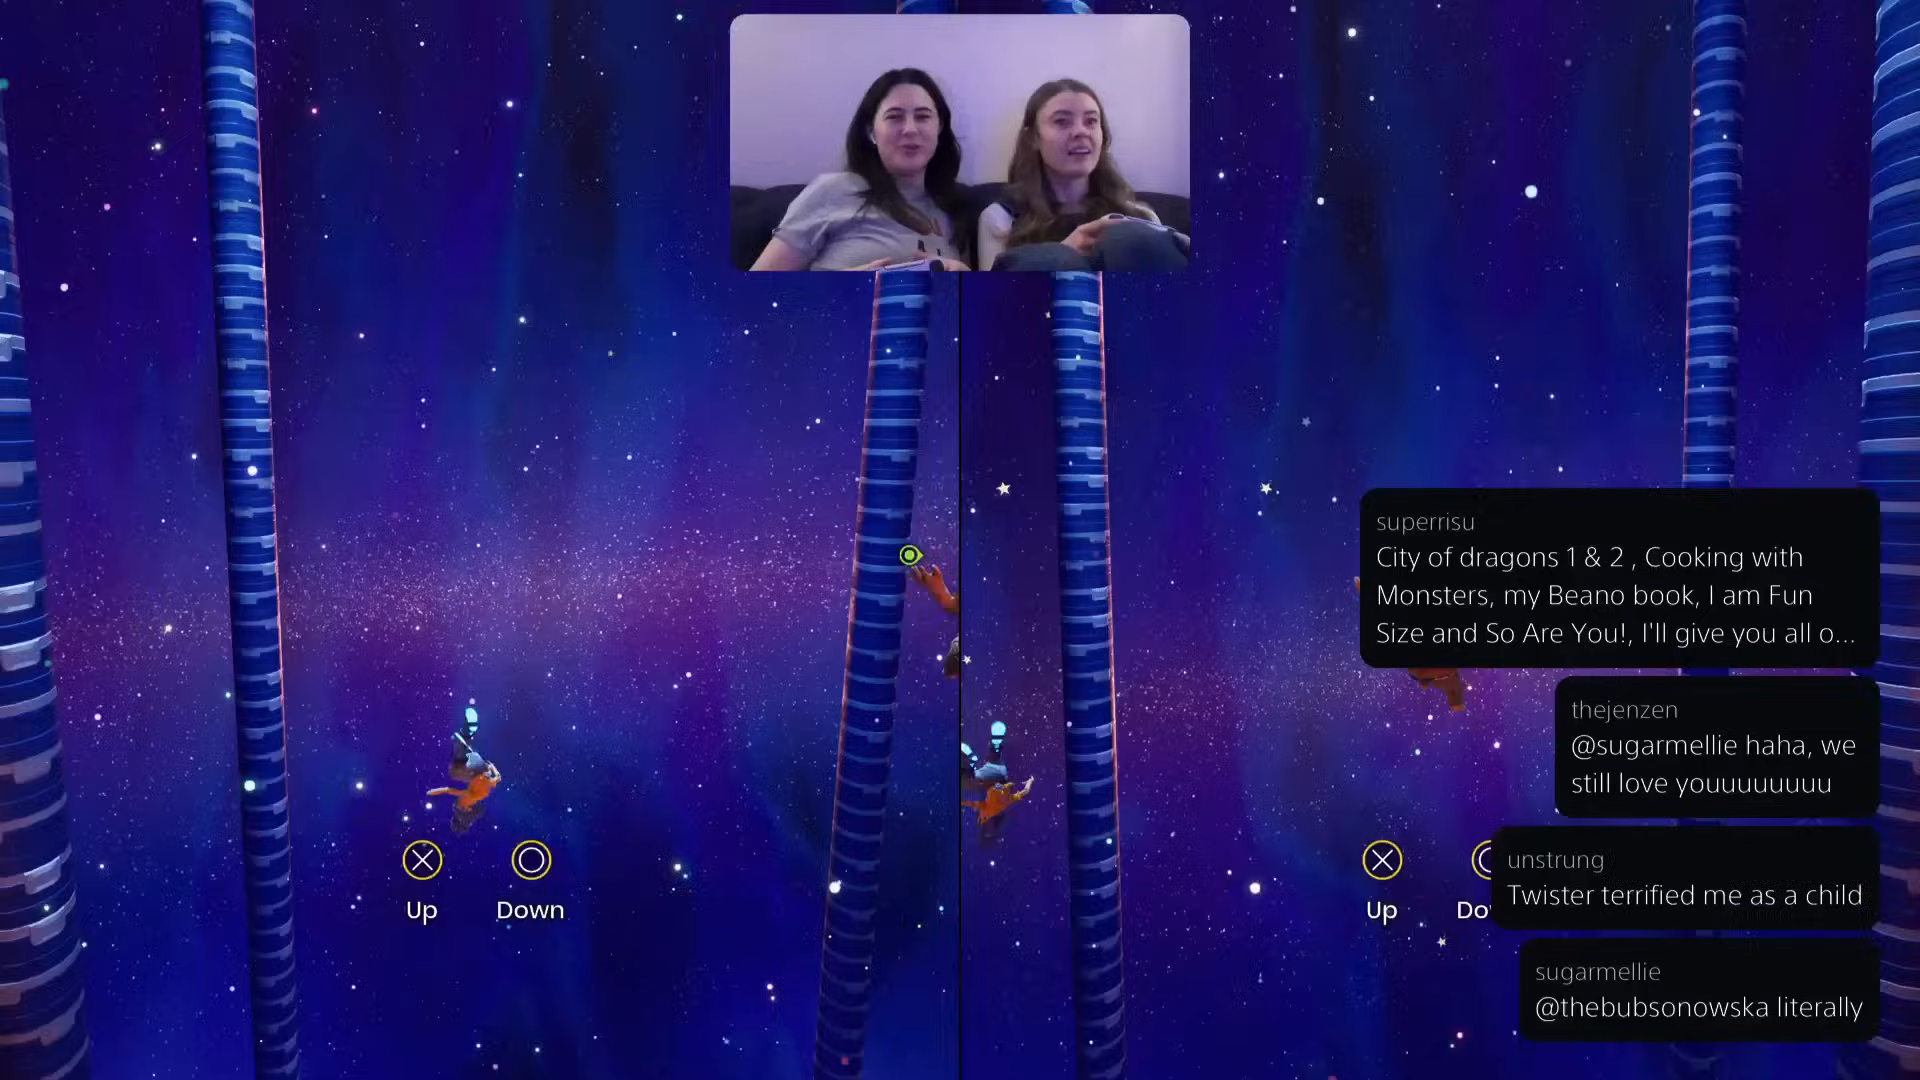 superrisu
City of dragons 1 & 2 , Cooking with
Monsters, my Beano book, I am Fun
Size and So Are You!, I'll give you all o...
thejenzen
@sugarmellie haha, we
still love youuuuuuuuu
unstrung
Twister terrified me as a child
sugarmellie
@thebubsonowska literally
Up
Down
Up
Do